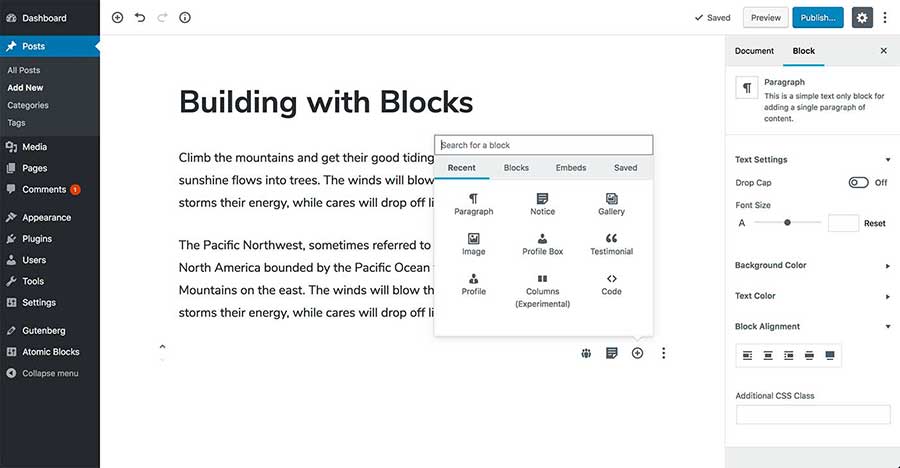 Dashboard
Posts
All Posts
Add New
Categories
Tags
Media
Pages
Comments 1
Appearance
Plugins
Users
Tools
Settings
Gutenberg
Atomic Blocks
Collapse menu
Saved
Preview
Publish...
Building with Blocks
Climb the mountains and get their good tiding
sunshine flows into trees. The winds will blow
storms their energy, while cares will drop off li
The Pacific Northwest, sometimes referred to
North America bounded by the Pacific Ocean
Mountains on the east. The winds will blow th
storms their energy, while cares will drop off li
Search for a block
Recent Blocks Embeds Saved
Paragraph Notice Gallery
Image Profile Box Testimonial
Profile Columns Code
(Experimental)
Document Block
Paragraph
This is a simple text only block for
adding a single paragraph of
content.
Text Settings
Drop Cap Off
Font Size
A Reset
Background Color
Text Color
Block Alignment
Additional CSS Class